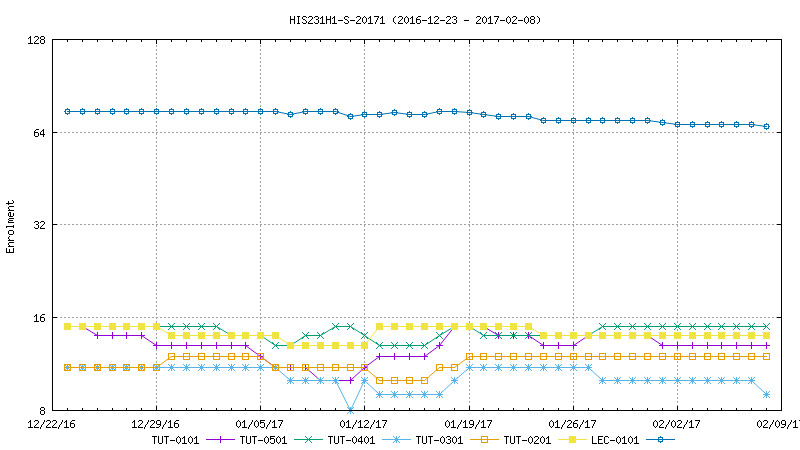 HIS231H1-S-20171 (2016-12-23 - 2017-02-08)
128
64
32
16
8
Enrolment
12/22/16 12/29/16 01/05/17 01/12/17 01/19/17 01/26/17 02/02/17 02/09/17
TUT-0101 TUT-0501 TUT-0401 TUT-0301 TUT-0201 LEC-0101